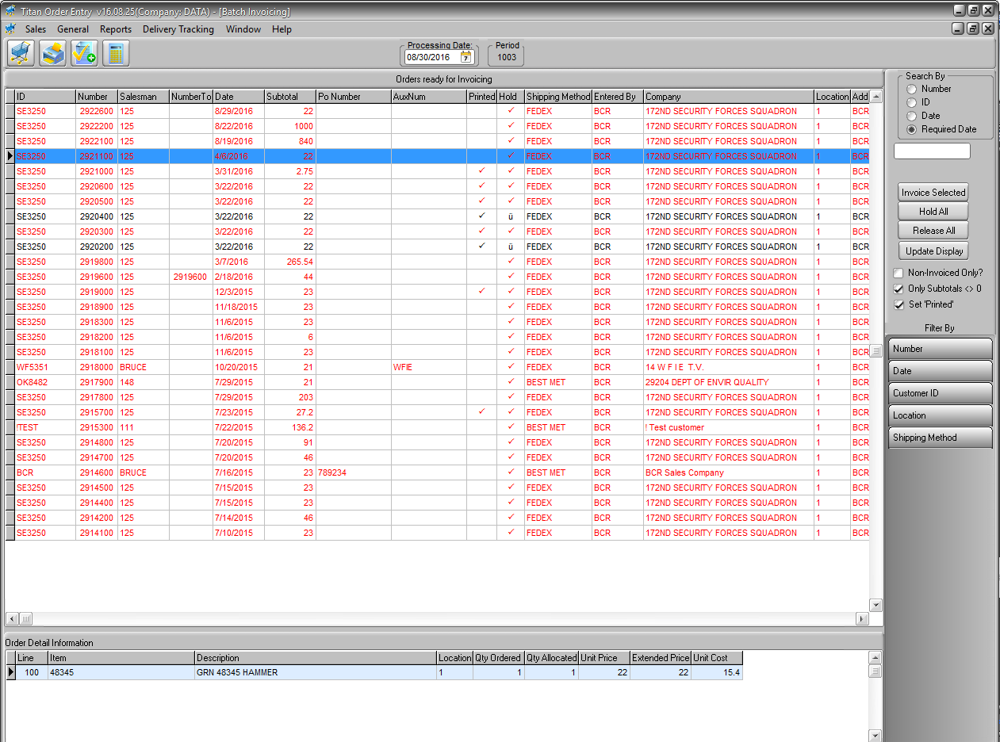 Titan Order Entry v16.08.25(Company: DATA) - [Batch Invoicing]
Sales General Reports Delivery Tracking Window Help
Processing Date: Period
08/30/2016 7 1003
Orders ready for Invoicing
ID Number Salesman NumberTo Date Subtotal Po Number AuxNum Printed Hold Shipping Method Entered By Company Location Add
SE3250 2922600 125 8/29/2016 22 ✓ FEDEX BCR 172ND SECURITY FORCES SQUADRON 1 BCR
SE3250 2922200 125 8/22/2016 1000 ✓ FEDEX BCR 172ND SECURITY FORCES SQUADRON 1 BCR
SE3250 2922100 125 8/19/2016 840 ✓ FEDEX BCR 172ND SECURITY FORCES SQUADRON 1 BCR
SE3250 2921100 125 4/6/2016 22 ✓ FEDEX BCR 172ND SECURITY FORCES SQUADRON 1 BCR
SE3250 2921000 125 3/31/2016 2.75 ✓ ✓ FEDEX BCR 172ND SECURITY FORCES SQUADRON 1 BCR
SE3250 2920600 125 3/22/2016 22 ✓ ✓ FEDEX BCR 172ND SECURITY FORCES SQUADRON 1 BCR
SE3250 2920500 125 3/22/2016 22 ✓ ✓ FEDEX BCR 172ND SECURITY FORCES SQUADRON 1 BCR
SE3250 2920400 125 3/22/2016 22 ✓ ü FEDEX BCR 172ND SECURITY FORCES SQUADRON 1 BCR
SE3250 2920300 125 3/22/2016 22 ✓ ✓ FEDEX BCR 172ND SECURITY FORCES SQUADRON 1 BCR
SE3250 2920200 125 3/22/2016 22 ✓ ü FEDEX BCR 172ND SECURITY FORCES SQUADRON 1 BCR
SE3250 2919800 125 3/7/2016 265.54 ✓ FEDEX BCR 172ND SECURITY FORCES SQUADRON 1 BCR
SE3250 2919600 125 2919600 2/18/2016 44 ✓ FEDEX BCR 172ND SECURITY FORCES SQUADRON 1 BCR
SE3250 2919000 125 12/3/2015 23 ✓ ✓ FEDEX BCR 172ND SECURITY FORCES SQUADRON 1 BCR
SE3250 2918900 125 11/18/2015 23 ✓ FEDEX BCR 172ND SECURITY FORCES SQUADRON 1 BCR
SE3250 2918300 125 11/6/2015 23 ✓ FEDEX BCR 172ND SECURITY FORCES SQUADRON 1 BCR
SE3250 2918200 125 11/6/2015 6 ✓ FEDEX BCR 172ND SECURITY FORCES SQUADRON 1 BCR
SE3250 2918100 125 11/6/2015 23 ✓ FEDEX BCR 172ND SECURITY FORCES SQUADRON 1 BCR
WF5351 2918000 BRUCE 10/20/2015 21 WFIE ✓ FEDEX BCR 14 W F I E T.V. 1 BCR
OK8482 2917900 148 7/29/2015 21 ✓ BEST MET BCR 29204 DEPT OF ENVIR QUALITY 1 BCR
SE3250 2917800 125 7/29/2015 203 ✓ FEDEX BCR 172ND SECURITY FORCES SQUADRON 1 BCR
SE3250 2915700 125 7/23/2015 27.2 ✓ ✓ FEDEX BCR 172ND SECURITY FORCES SQUADRON 1 BCR
!TEST 2915300 111 7/22/2015 136.2 ✓ BEST MET BCR ! Test customer 1 BCR
SE3250 2914800 125 7/20/2015 91 ✓ FEDEX BCR 172ND SECURITY FORCES SQUADRON 1 BCR
SE3250 2914700 125 7/20/2015 46 ✓ FEDEX BCR 172ND SECURITY FORCES SQUADRON 1 BCR
BCR 2914600 BRUCE 7/16/2015 23 789234 ✓ BEST MET BCR BCR Sales Company 1 BCR
SE3250 2914500 125 7/15/2015 23 ✓ FEDEX BCR 172ND SECURITY FORCES SQUADRON 1 BCR
SE3250 2914400 125 7/15/2015 23 ✓ FEDEX BCR 172ND SECURITY FORCES SQUADRON 1 BCR
SE3250 2914200 125 7/14/2015 46 ✓ FEDEX BCR 172ND SECURITY FORCES SQUADRON 1 BCR
SE3250 2914100 125 7/10/2015 23 ✓ FEDEX BCR 172ND SECURITY FORCES SQUADRON 1 BCR
Search By
Number
ID
Date
Required Date
Invoice Selected
Hold All
Release All
Update Display
Non-Invoiced Only?
Only Subtotals <> 0
Set 'Printed'
Filter By
Number
Date
Customer ID
Location
Shipping Method
Order Detail Information
Line Item Description Location Qty Ordered Qty Allocated Unit Price Extended Price Unit Cost
100 48345 GRN 48345 HAMMER 1 1 1 22 22 15.4